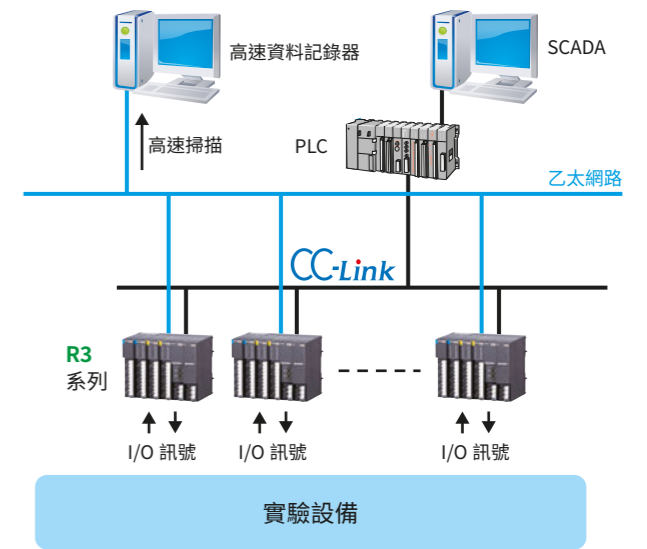 高速資料記錄器
SCADA
高速掃描
PLC
乙太網路
CC-Link
R3
系列
I/O 訊號
I/O 訊號
I/O 訊號
實驗設備